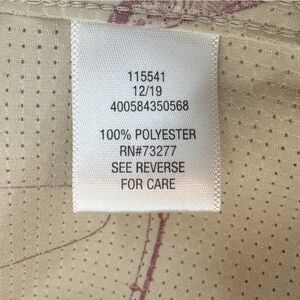 115541
12/19
400584350568
100% POLYESTER
RN#73277
SEE REVERSE
FOR CARE